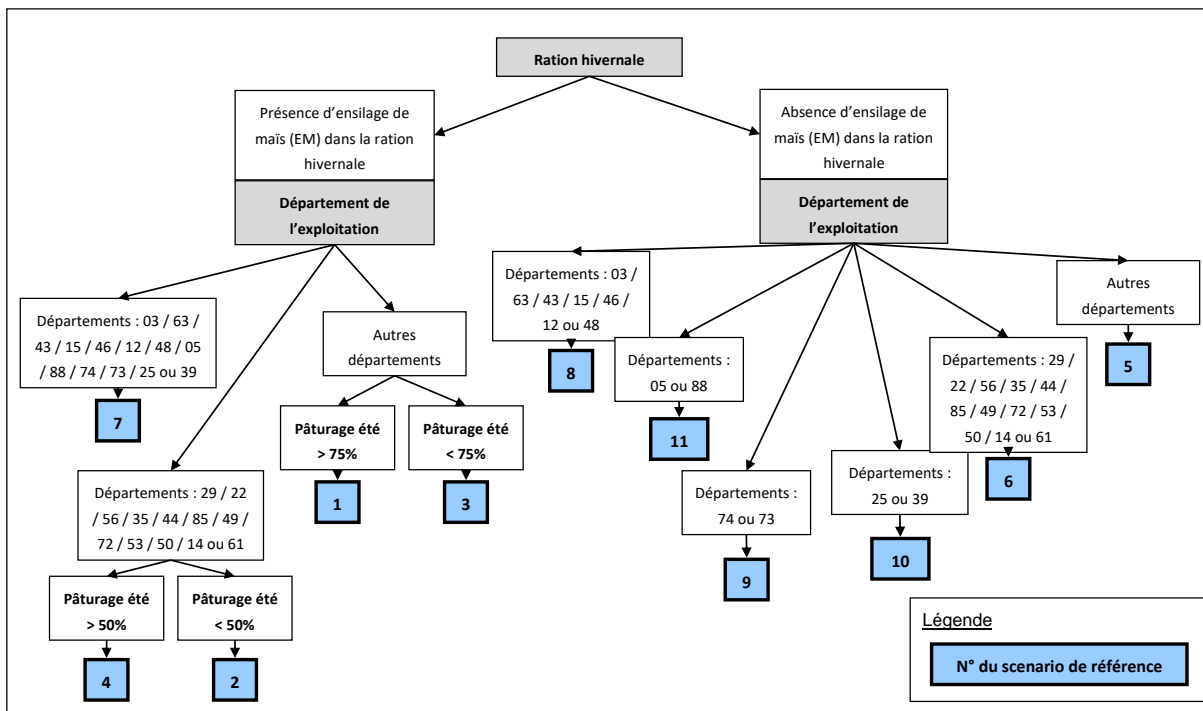 Ration hivernale
Présence d'ensilage de
maïs (EM) dans la ration
hivernale
Département de
l'exploitation
Départements : 03 / 63 /
43 / 15 / 46 / 12 / 48 / 05
/ 88 / 74 / 73 / 25 ou 39
7
Départements : 29 / 22
/ 56 / 35 / 44 / 85 / 49 /
72 / 53 / 50 / 14 ou 61
Pâturage été
> 50%
4
Pâturage été
< 50%
2
Autres
départements
Pâturage été
> 75%
1
Pâturage été
< 75%
3
Absence d'ensilage de
maïs (EM) dans la ration
hivernale
Département de
l'exploitation
Départements : 03 /
63 / 43 / 15 / 46 /
12 ou 48
8
Départements :
05 ou 88
11
Départements :
74 ou 73
9
Départements :
25 ou 39
10
Départements : 29 /
22 / 56 / 35 / 44 /
85 / 49 / 72 / 53 /
50 / 14 ou 61
6
Autres
départements
5
Légende
N° du scenario de référence